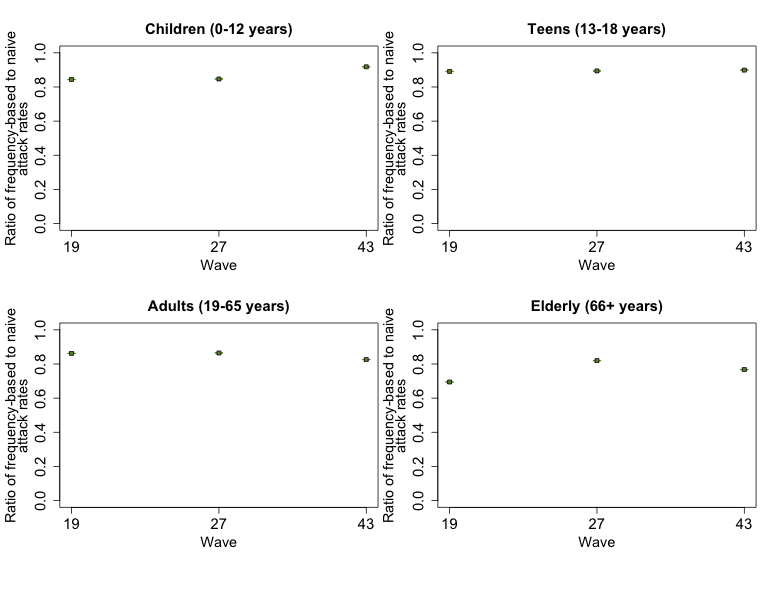 Children (0-12 years)
Ratio of frequency-based to naive
attack rates
1.0
0.8
0.6
0.4
0.2
0.0
19 27 43
Wave
Teens (13-18 years)
Ratio of frequency-based to naive
attack rates
1.0
0.8
0.6
0.4
0.2
0.0
19 27 43
Wave
Adults (19-65 years)
Ratio of frequency-based to naive
attack rates
1.0
0.8
0.6
0.4
0.2
0.0
19 27 43
Wave
Elderly (66+ years)
Ratio of frequency-based to naive
attack rates
1.0
0.8
0.6
0.4
0.2
0.0
19 27 43
Wave